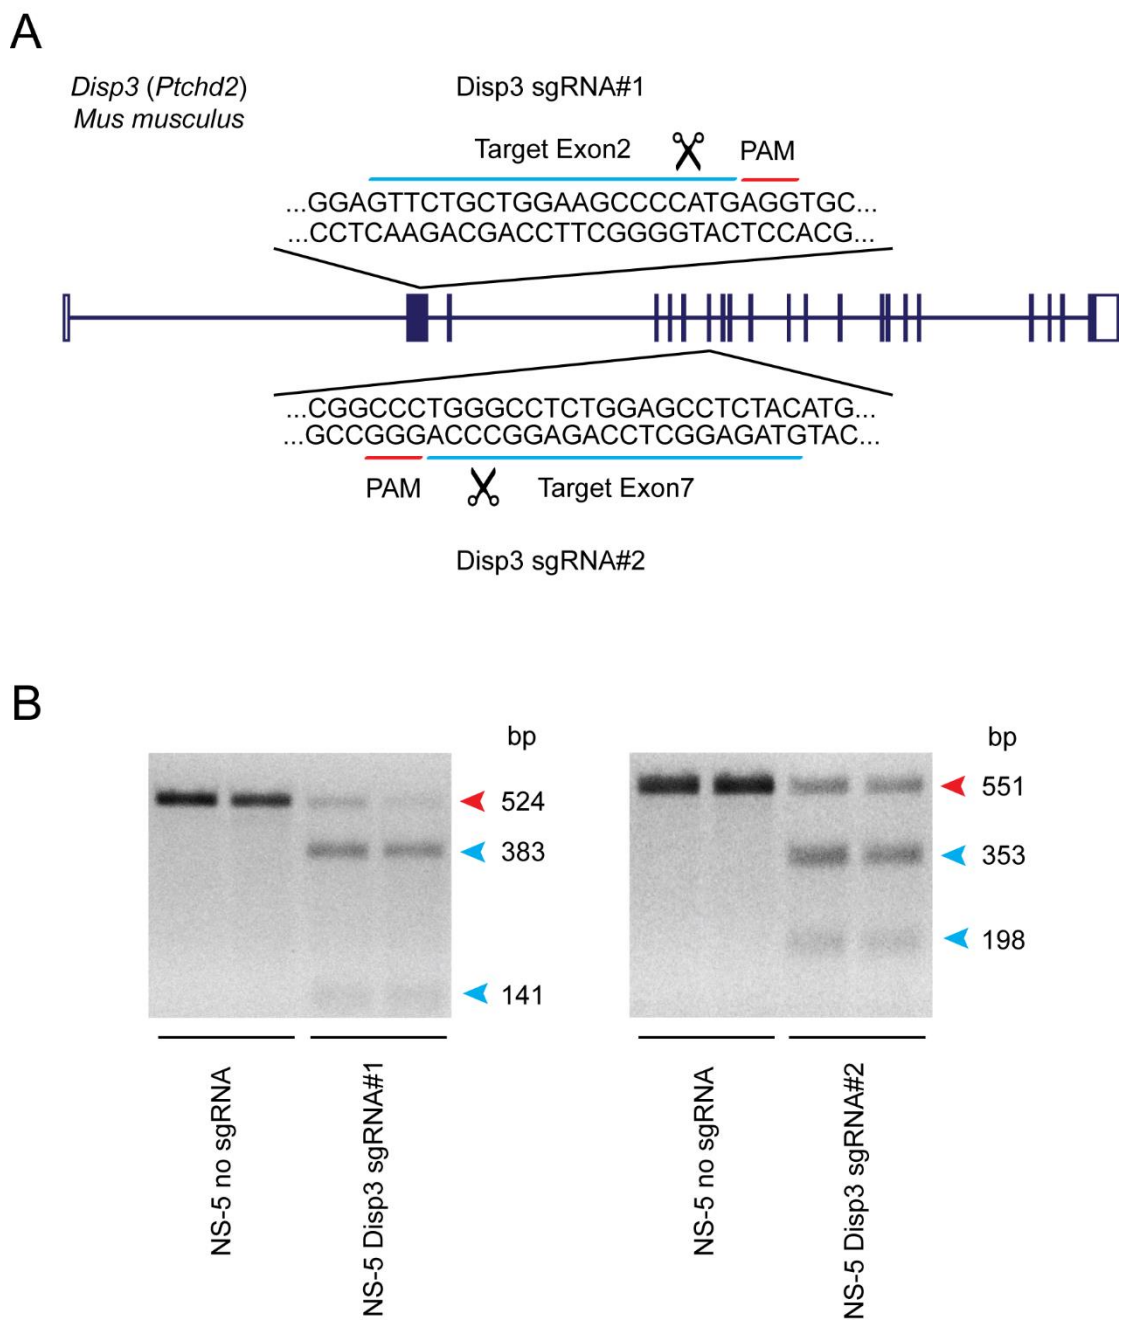 A
Disp3 (Ptchd2)
Mus musculus
Disp3 sgRNA#1
Target Exon2
PAM
...GGAGTTCTGCTGGAAGCCCCATGAGGTGC...
...CCTCAAGACGACCTTCGGGGTACTCCACG...
...CGGCCCTGGGCCTCTGGAGCCTCTACATG...
...GCCGGGACCCGGAGACCTCGGAGATGTAC...
PAM
Target Exon7
Disp3 sgRNA#2
B
bp
524
383
141
NS-5 no sgRNA
NS-5 Disp3 sgRNA#1
bp
551
353
198
NS-5 no sgRNA
NS-5 Disp3 sgRNA#2